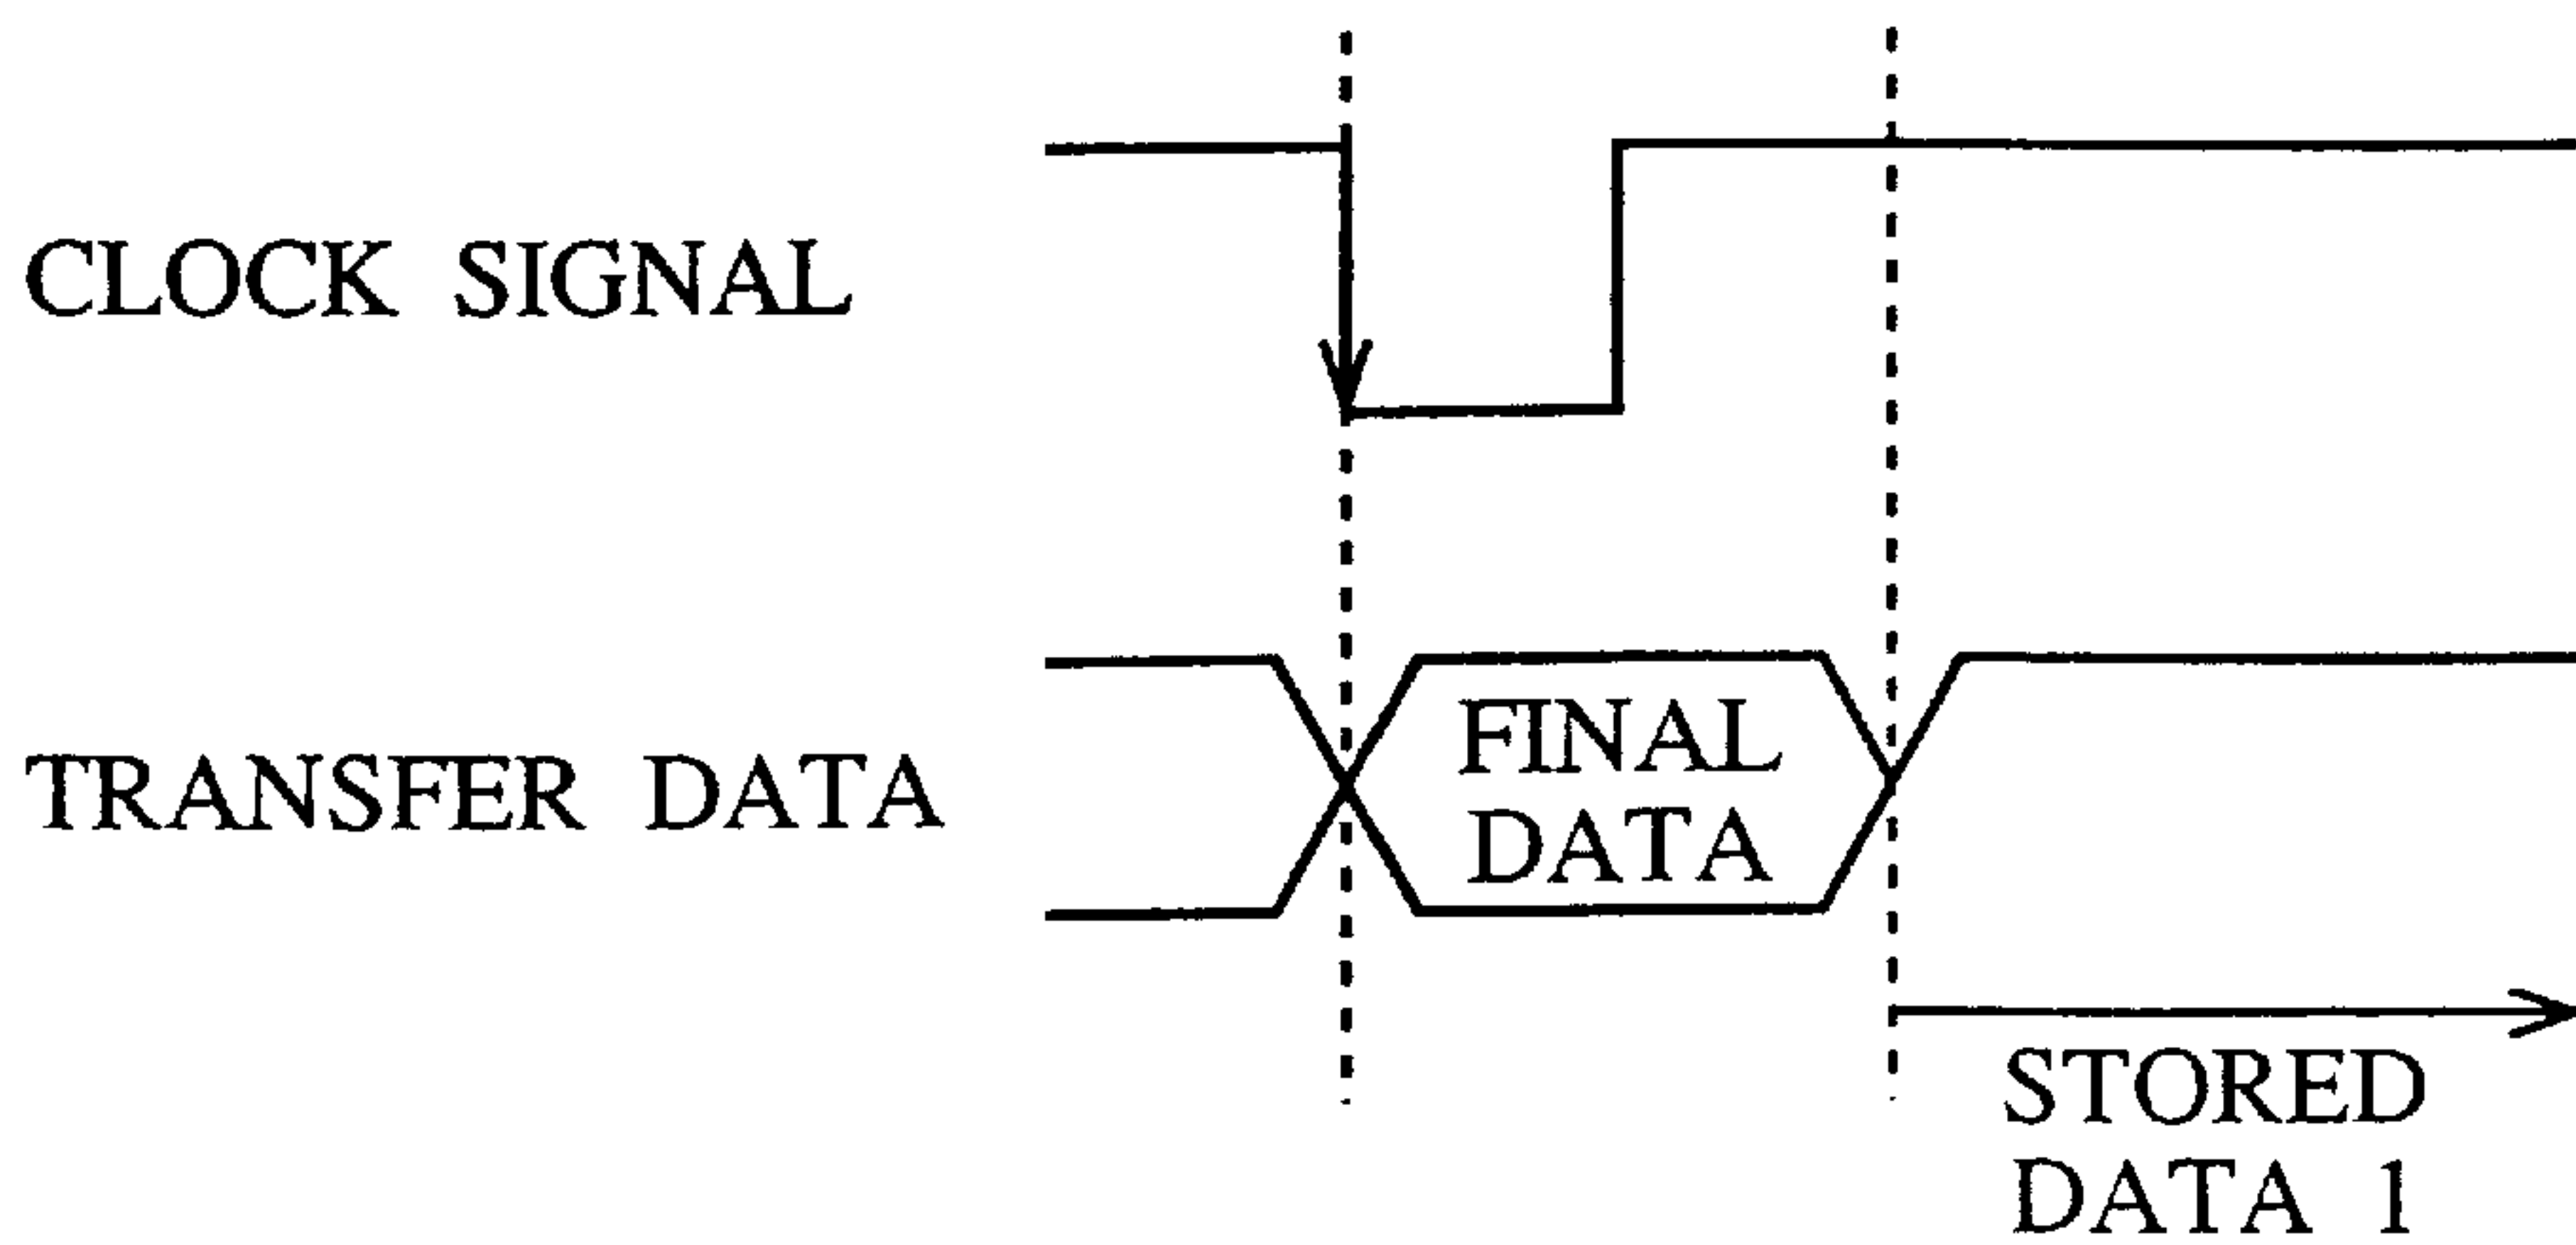 CLOCK SIGNAL
TRANSFER DATA
FINAL
DATA
STORED
DATA 1